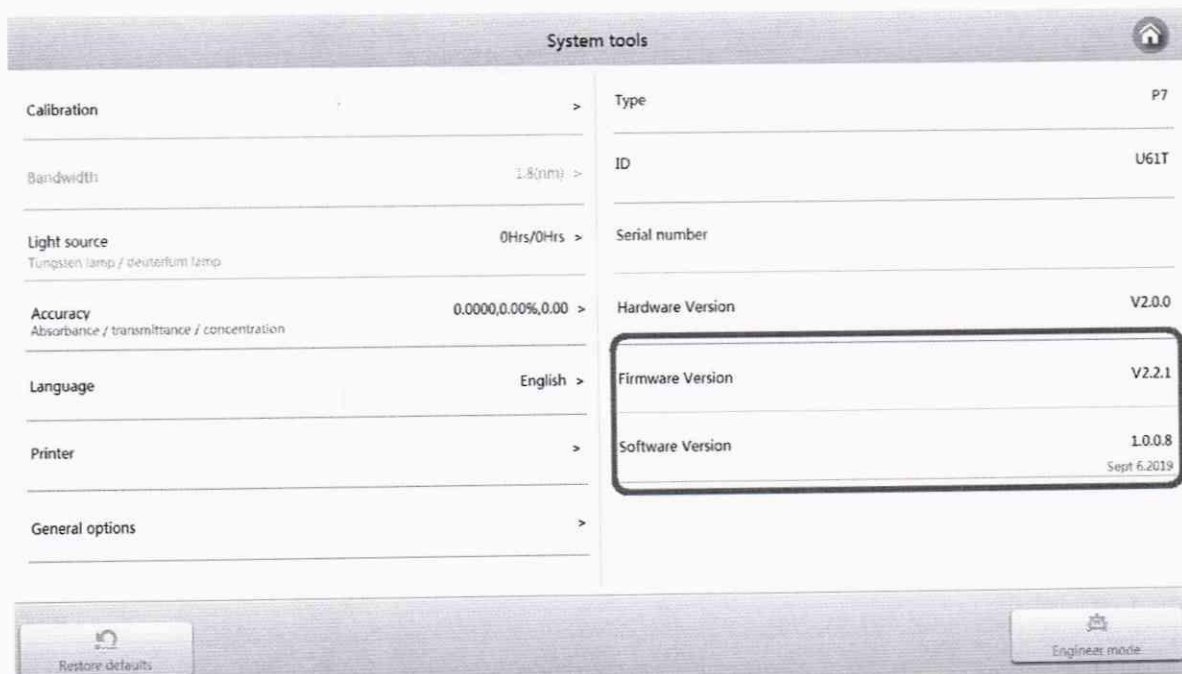 System tools
Calibration >
Bandwidth 1.8(nm) >
Light source 0Hrs/0Hrs >
Tungsten lamp / deuterium lamp
Accuracy 0.0000,0.00%,0.00 >
Absorbance / transmittance / concentration
Language English >
Printer >
General options >
Type P7
ID U61T
Serial number
Hardware Version V2.0.0
Firmware Version V2.2.1
Software Version 1.0.0.8
Sept 6.2019
Restore defaults
Engineer mode